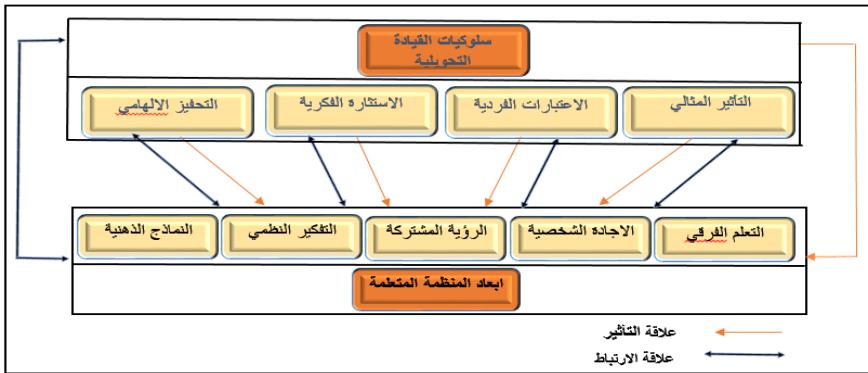 سلوكيات القيادة
التحويلية
التأثير المثالي
الاعتبارات الفردية
الاستثارة الفكرية
التحفيز الالهامي
التعلم الفرقي
الاجادة الشخصية
الرؤية المشتركة
التفكير النظمي
النماذج الذهنية
ابعاد المنظمة المتعلمة
علاقة التأثير
علاقة الارتباط